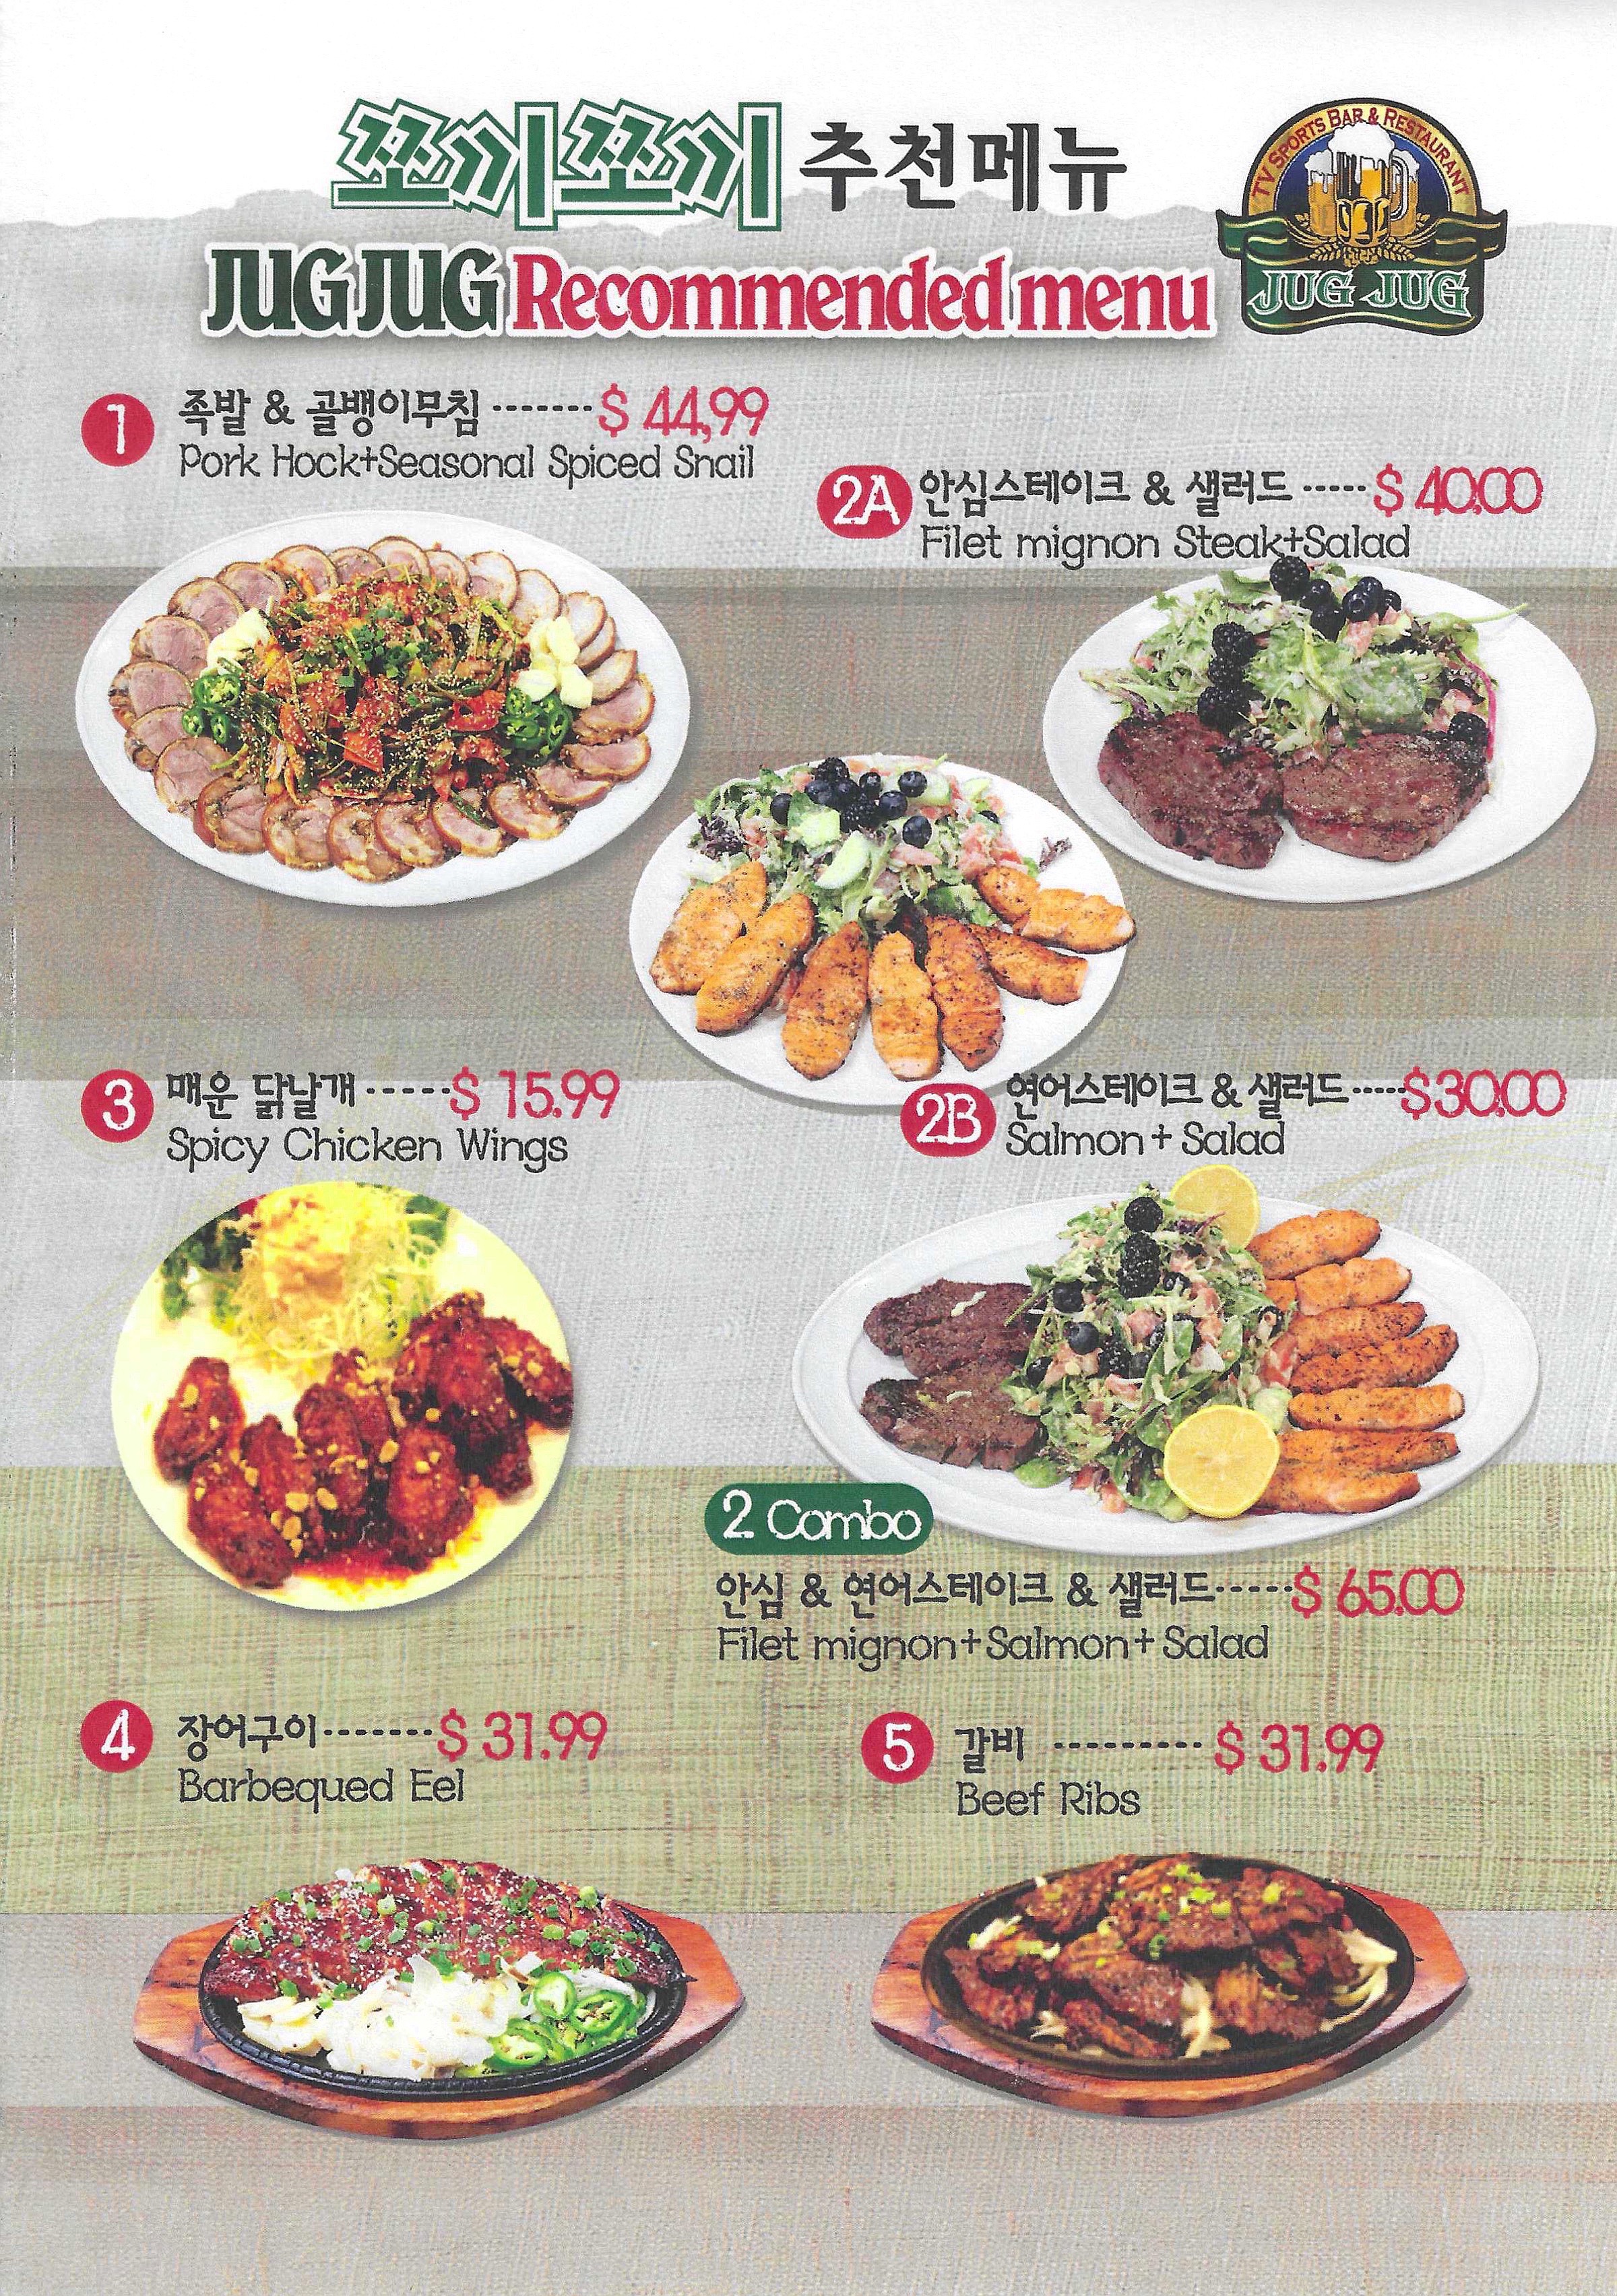 쪼끼쪼끼 추천메뉴
TV SPORTS BAR & RESTAURANT
JUG JUG
JUGJUG Recommended menu
1 족발 & 골뱅이무침 ------- $ 44,99
Pork Hock+Seasonal Spiced Snail
2A 안심스테이크 & 샐러드 ----- $ 40.00
Filet mignon Steak+Salad
3 매운 닭날개 ----- $ 15.99
Spicy Chicken Wings
2B 연어스테이크 & 샐러드 ----- $30.00
Salmon + Salad
2 Combo
안심 & 연어스테이크 & 샐러드 ----- $ 65.00
Filet mignon+Salmon+Salad
4 장어구이 ------- $ 31.99
Barbequed Eel
5 갈비 --------- $ 31.99
Beef Ribs